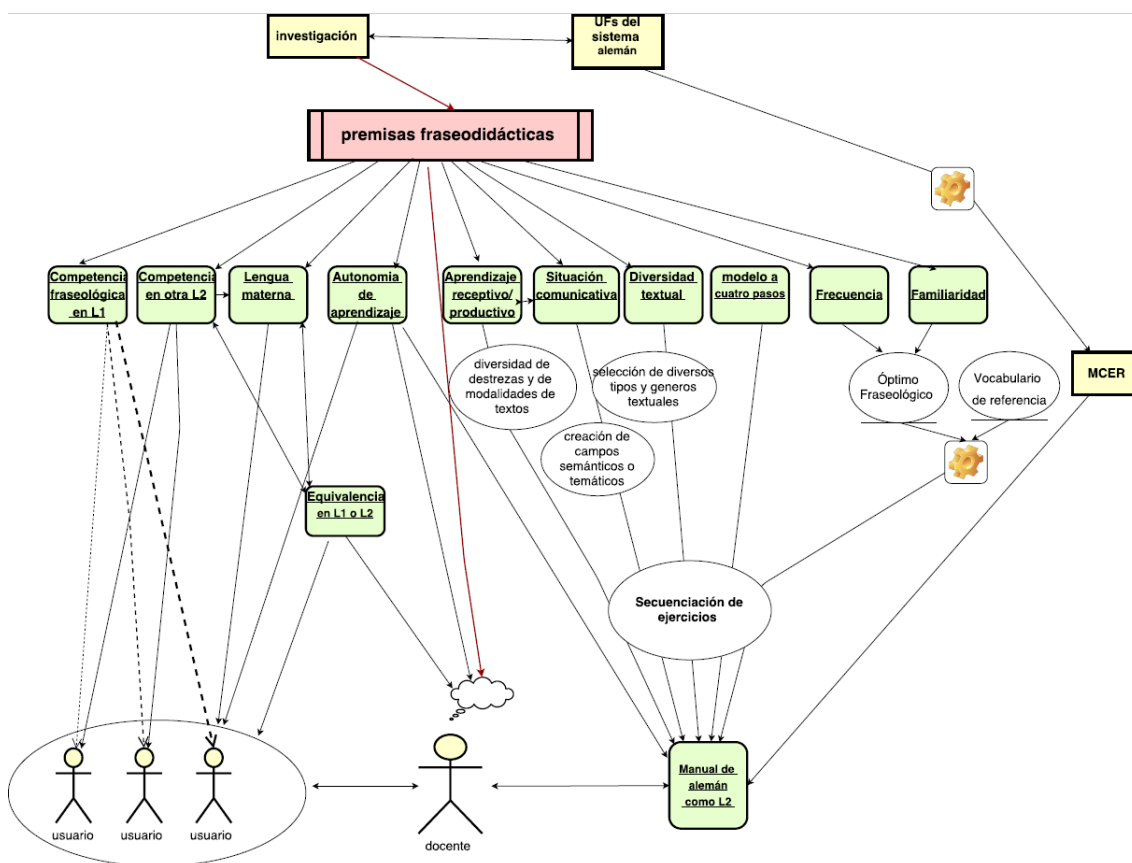 investigación
UFs del
sistema
alemán
premisas fraseodidácticas
Competencia
fraseológica
en L1
Competencia
en otra L2
Lengua
materna
Autonomia
de
aprendizaje
Aprendizaje
receptivo/
productivo
Situación
comunicativa
Diversidad
textual
modelo a
cuatro pasos
Frecuencia
Familiaridad
diversidad de
destrezas y de
modalidades de
textos
selección de diversos
tipos y generos
textuales
creación de
campos
semánticos o
temáticos
Óptimo
Fraseológico
Vocabulario
de referencia
MCER
Equivalencia
en L1 o L2
Secuenciación de
ejercicios
Manual de
alemán
como L2
usuario
usuario
usuario
docente